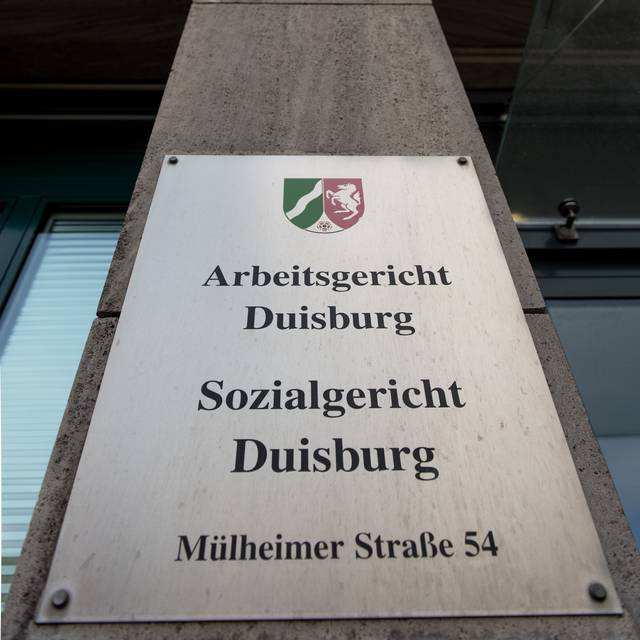 Arbeitsgericht
Duisburg
Sozialgericht
Duisburg
Mülheimer Straße 54